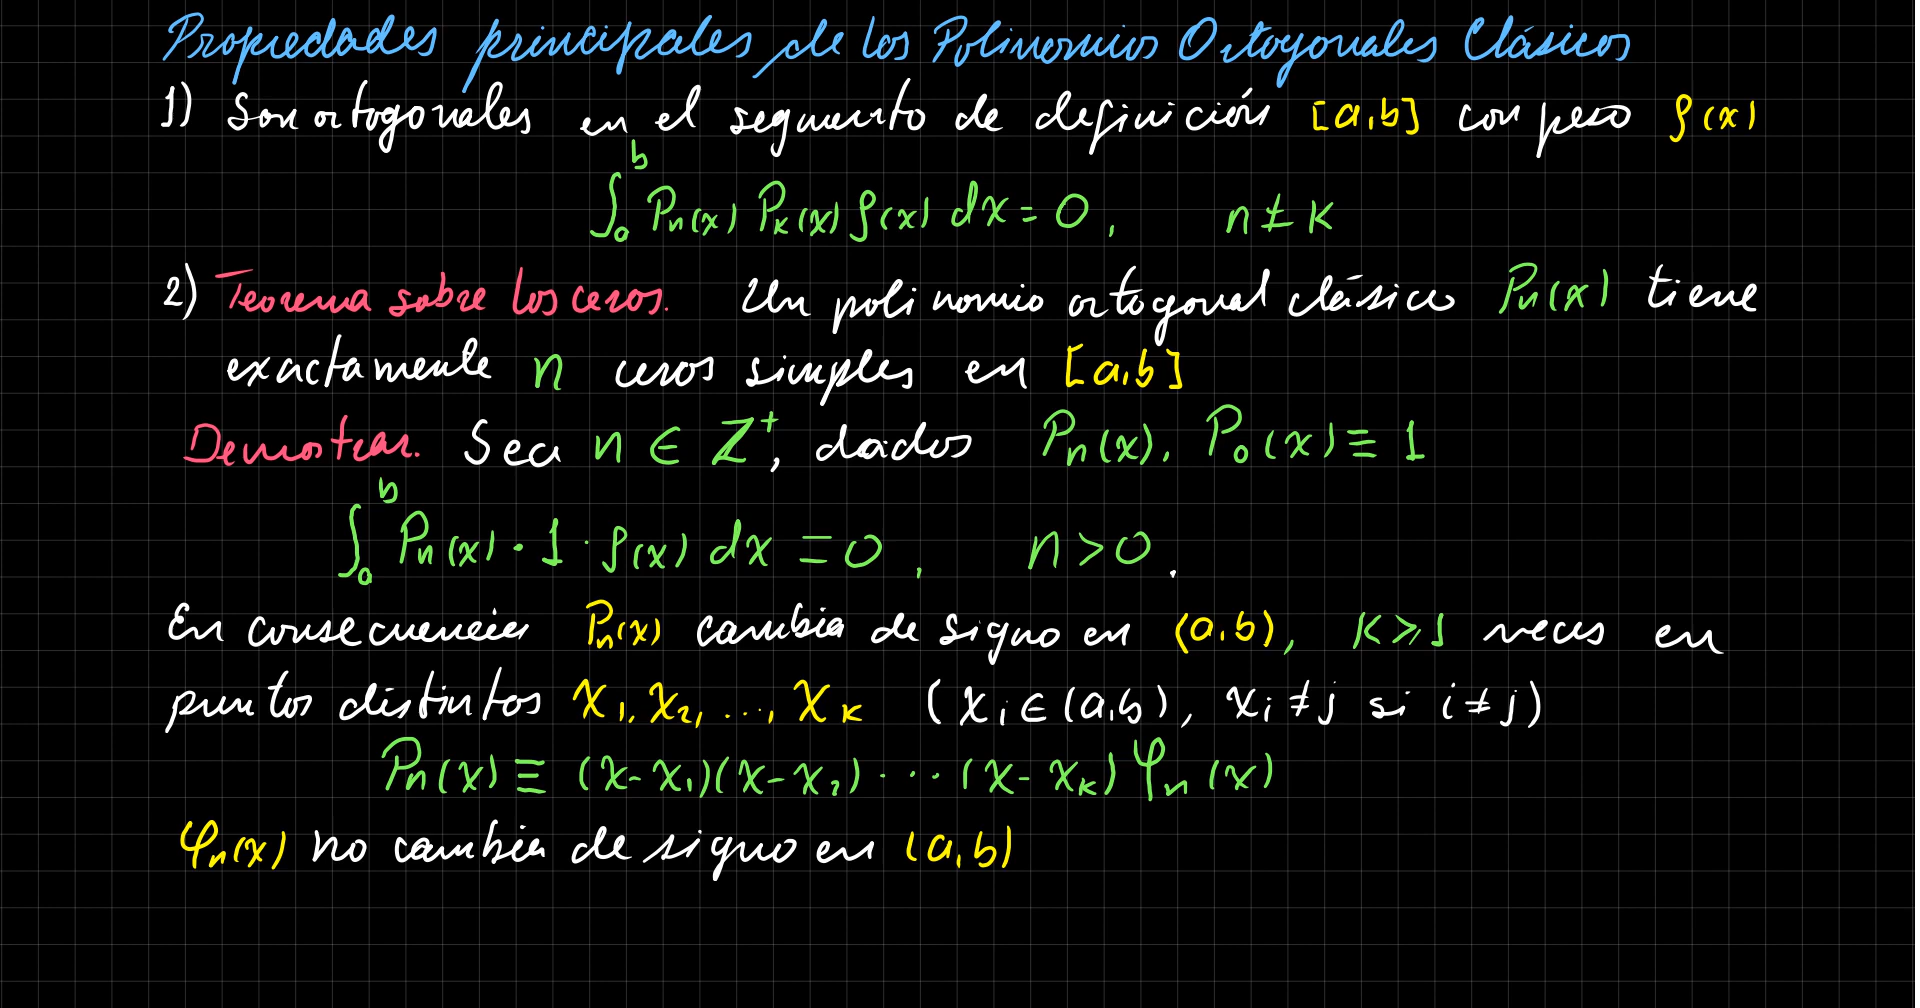 Propiedades principales de los Polinomios Ortogonales Clásicos
1) Son ortogonales en el segmento de definición [a,b] con peso ρ(x)
∫ₐᵇ Pₙ(x) Pₖ(x) ρ(x) dx = 0, n ≠ k
2) Teorema sobre los ceros. Un polinomio ortogonal clásico Pₙ(x) tiene
exactamente n ceros simples en [a,b]
Demostrar. Sea n ∈ Z⁺, dados Pₙ(x), P₀(x) ≡ 1
∫ₐᵇ Pₙ(x) · 1 · ρ(x) dx = 0, n > 0.
En consecuencia Pₙ(x) cambia de signo en (a,b), k ≥ 1 veces en
puntos distintos x₁, x₂, ..., xₖ (xᵢ ∈ (a,b), xᵢ ≠ j si i ≠ j)
Pₙ(x) ≡ (x - x₁)(x - x₂) · ··· (x - xₖ) φₙ(x)
φₙ(x) no cambia de signo en (a,b)